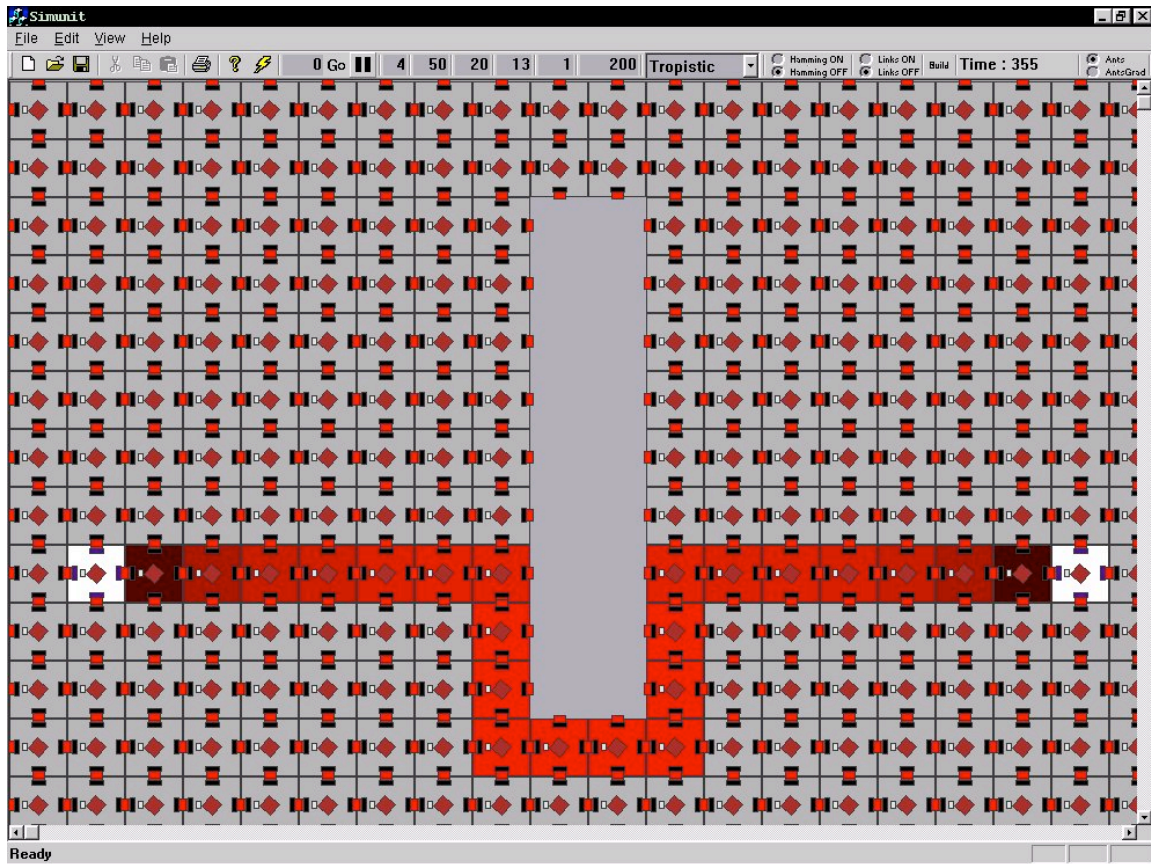 Simunit
File Edit View Help
0 Go 4 50 20 13 1 200 Tropistic Hamming ON Links ON Build Time : 355 Ants
Hamming OFF Links OFF AntsGrad
Ready